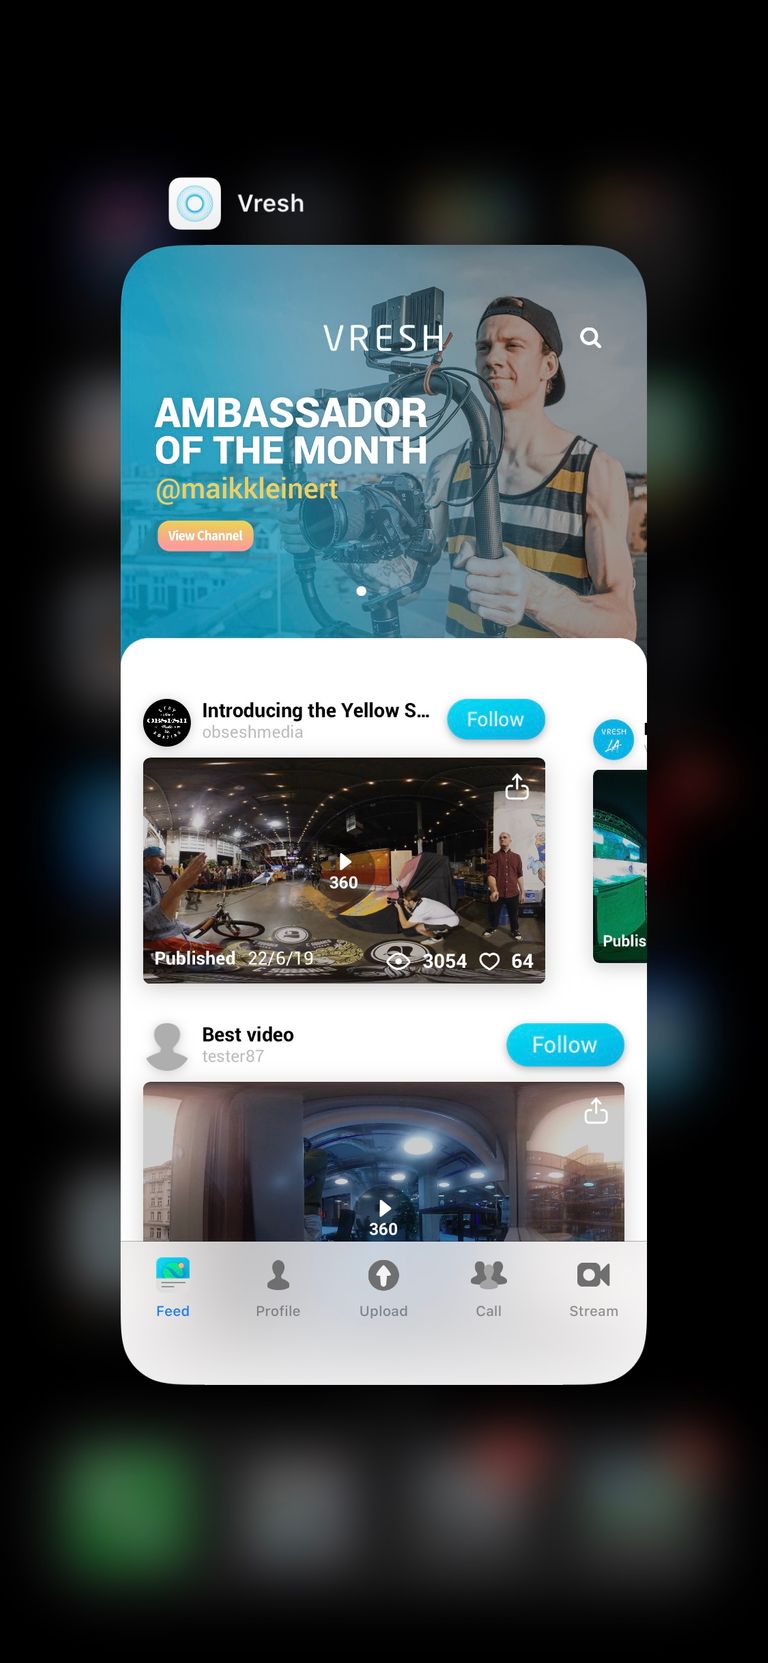 Vresh
VRESH
AMBASSADOR
OF THE MONTH
@maikkleinert
View Channel
Introducing the Yellow S...
obseshmedia
Follow
OBSESH
VRESH
LA
360
Published 22/6/19
3054
64
Publis
Best video
tester87
Follow
360
Feed
Profile
Upload
Call
Stream